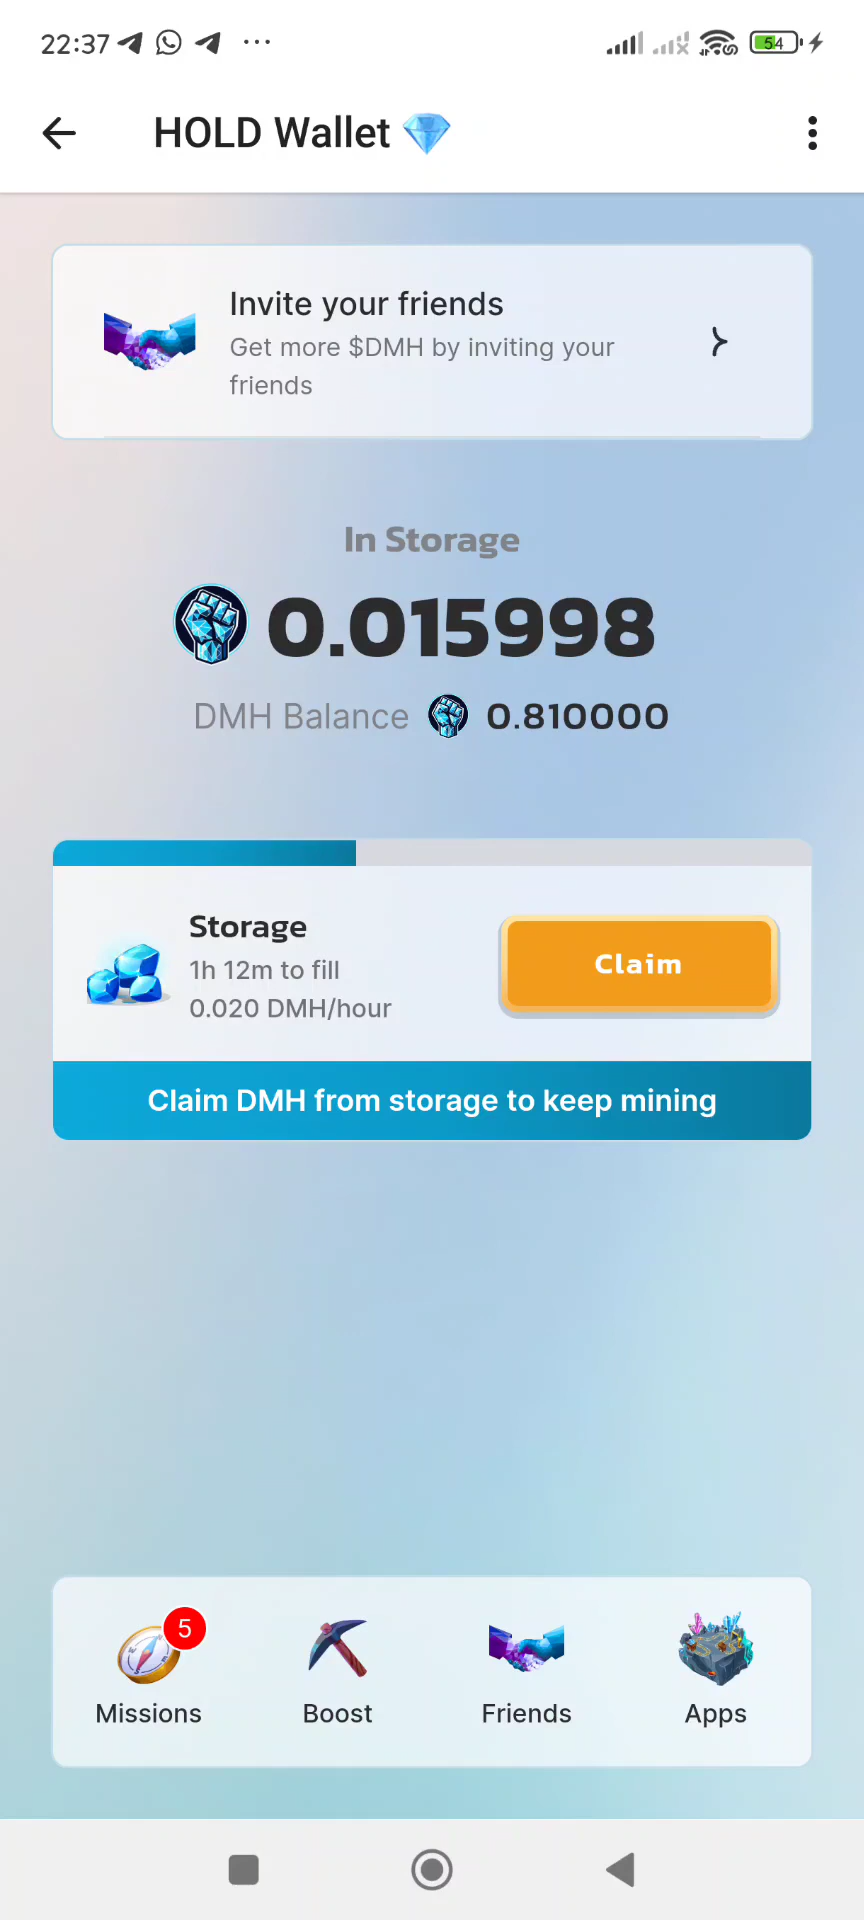 22:37
54
HOLD Wallet 💎
Invite your friends
Get more $DMH by inviting your
friends
In Storage
0.015998
DMH Balance 0.810000
Storage
1h 12m to fill
0.020 DMH/hour
Claim
Claim DMH from storage to keep mining
5
Missions
Boost
Friends
Apps